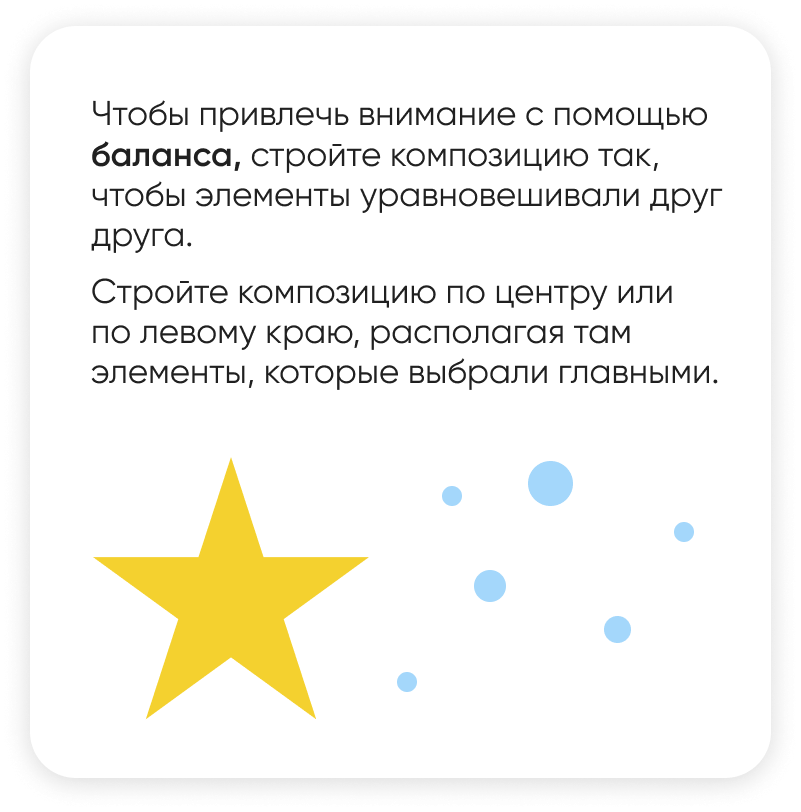 Чтобы привлечь внимание с помощью
баланса, стройте композицию так,
чтобы элементы уравновешивали друг
друга.
Стройте композицию по центру или
по левому краю, располагая там
элементы, которые выбрали главными.